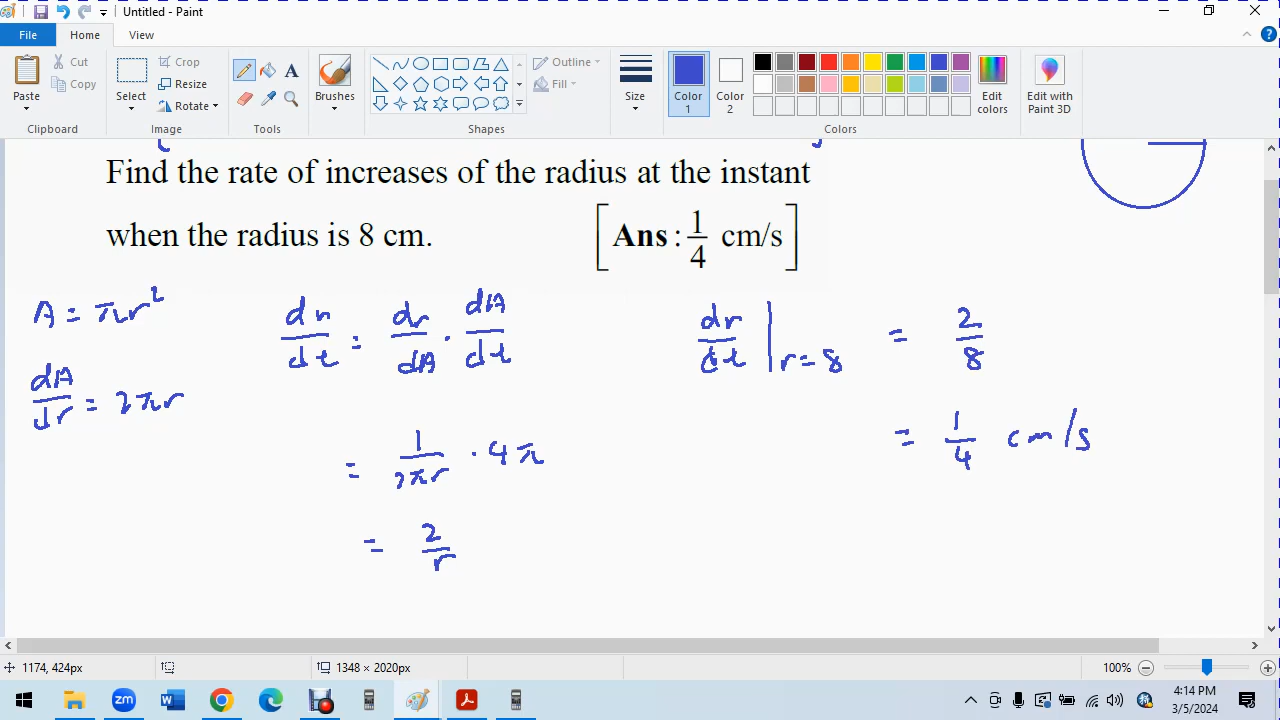 Untitled - Paint
File Home View
Paste Cut Copy Clipboard
Select Crop Resize Rotate Image
Tools
Brushes
Outline Fill Shapes
Size
Color 1 Color 2 Edit colors Colors
Edit with Paint 3D
Find the rate of increases of the radius at the instant
when the radius is 8 cm. [Ans : 1/4 cm/s]
A = πr²
dA/dr = 2πr
dr/dt = dr/dA · dA/dt
= 1/2πr · 4π
= 2/r
dr/dt | r=8 = 2/8
= 1/4 cm/s
1174, 424px 1348 × 2020px 100%
4:14 PM
3/5/2024